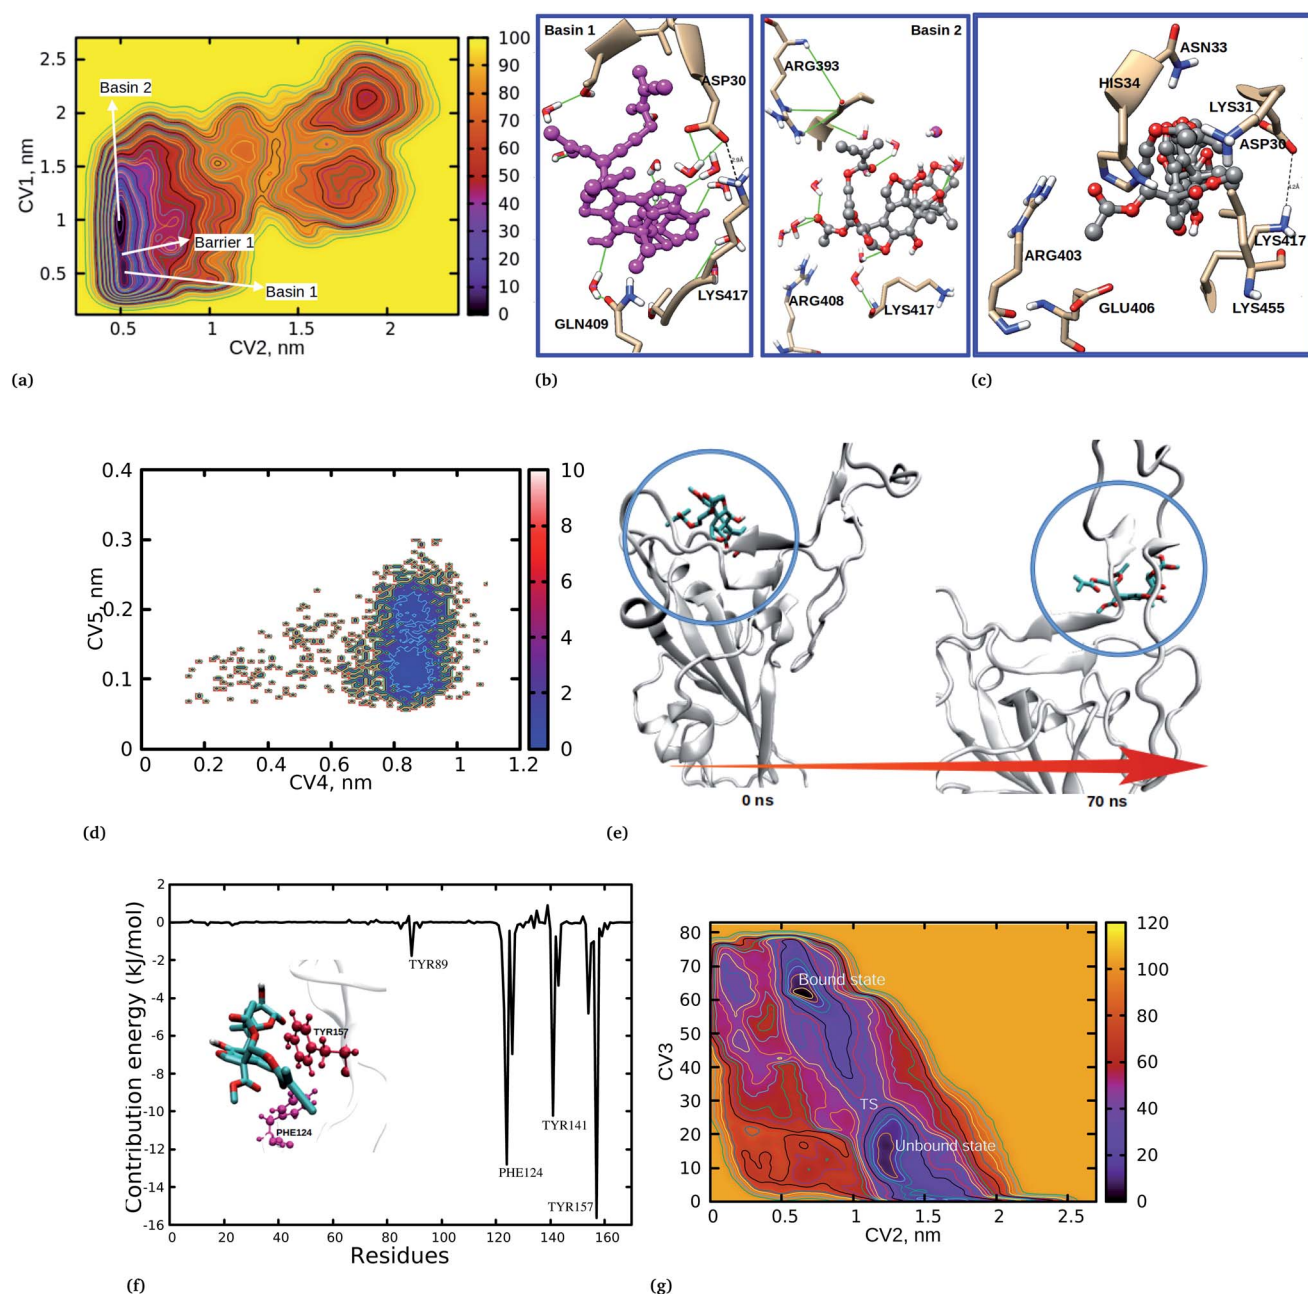 2.5
2
1.5
1
0.5
CV1, nm
Basin 2
Barrier 1
Basin 1
0.5
1
1.5
2
CV2, nm
100
90
80
70
60
50
40
30
20
10
0
(a)
Basin 1
ASP30
LYS417
GLN409
Basin 2
ARG393
ARG408
LYS417
(b)
ASN33
HIS34
LYS31
ASP30
ARG403
LYS417
GLU406
LYS455
(c)
0.4
0.3
0.2
0.1
0
CV5, nm
0
0.2
0.4
0.6
0.8
1
1.2
CV4, nm
10
8
6
4
2
0
(d)
0 ns
70 ns
(e)
2
0
-2
-4
-6
-8
-10
-12
-14
-16
Contribution energy (kJ/mol)
TYR89
TYR157
PHE124
TYR141
PHE124
TYR157
0
20
40
60
80
100
120
140
160
Residues
(f)
80
70
60
50
40
30
20
10
0
CV3
Bound state
TS
Unbound state
0
0.5
1
1.5
2
2.5
CV2, nm
120
100
80
60
40
20
0
(g)